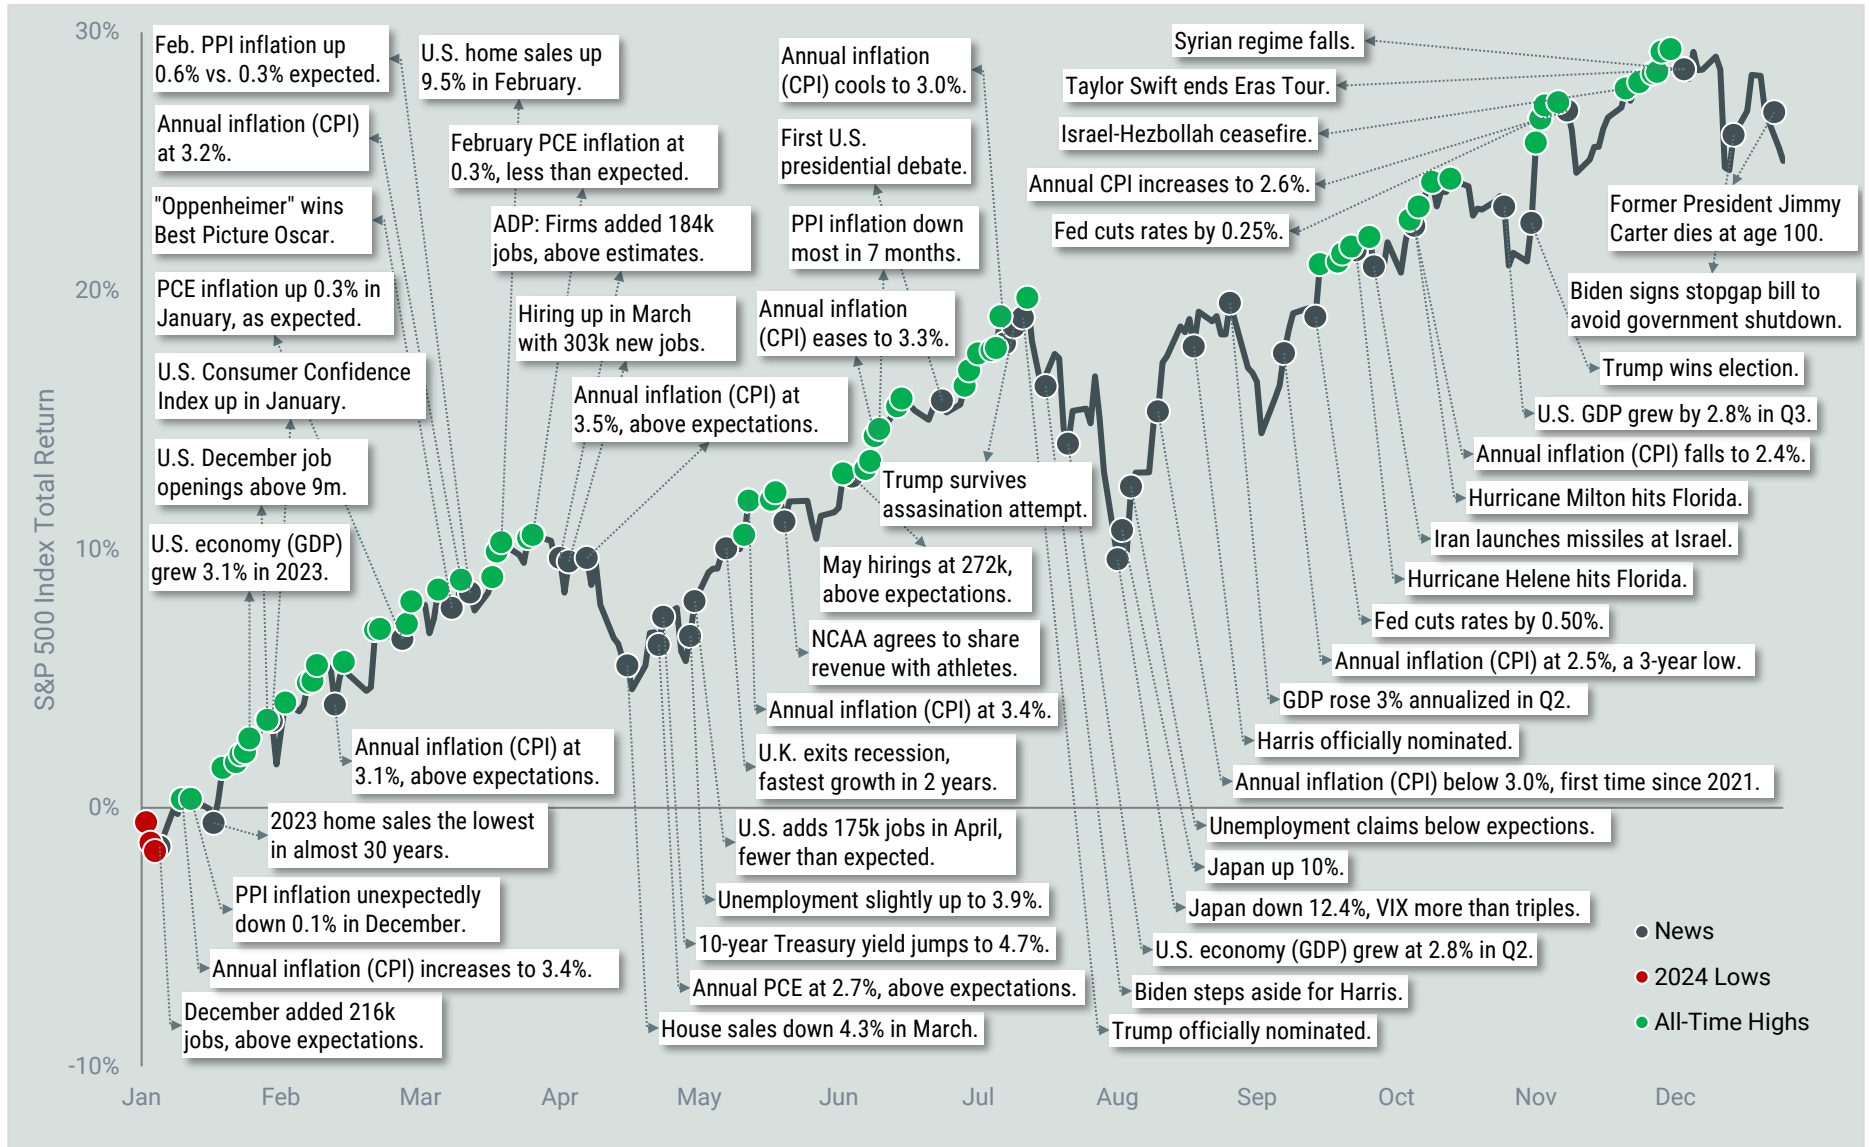 30%
20%
10%
0%
-10%
S&P 500 Index Total Return
Feb. PPI inflation up
0.6% vs. 0.3% expected.
Annual inflation (CPI)
at 3.2%.
"Oppenheimer" wins
Best Picture Oscar.
PCE inflation up 0.3% in
January, as expected.
U.S. Consumer Confidence
Index up in January.
U.S. December job
openings above 9m.
U.S. economy (GDP)
grew 3.1% in 2023.
U.S. home sales up
9.5% in February.
February PCE inflation at
0.3%, less than expected.
ADP: Firms added 184k
jobs, above estimates.
Hiring up in March
with 303k new jobs.
Annual inflation (CPI) at
3.5%, above expectations.
Annual inflation
(CPI) cools to 3.0%.
First U.S.
presidential debate.
PPI inflation down
most in 7 months.
Annual inflation
(CPI) eases to 3.3%.
Trump survives
assasination attempt.
Syrian regime falls.
Taylor Swift ends Eras Tour.
Israel-Hezbollah ceasefire.
Annual CPI increases to 2.6%.
Fed cuts rates by 0.25%.
Former President Jimmy
Carter dies at age 100.
Biden signs stopgap bill to
avoid government shutdown.
Trump wins election.
U.S. GDP grew by 2.8% in Q3.
Annual inflation (CPI) falls to 2.4%.
Hurricane Milton hits Florida.
Iran launches missiles at Israel.
Hurricane Helene hits Florida.
Fed cuts rates by 0.50%.
Annual inflation (CPI) at 2.5%, a 3-year low.
GDP rose 3% annualized in Q2.
Harris officially nominated.
Annual inflation (CPI) below 3.0%, first time since 2021.
Unemployment claims below expections.
Japan up 10%.
Japan down 12.4%, VIX more than triples.
U.S. economy (GDP) grew at 2.8% in Q2.
Biden steps aside for Harris.
Trump officially nominated.
May hirings at 272k,
above expectations.
NCAA agrees to share
revenue with athletes.
Annual inflation (CPI) at 3.4%.
U.K. exits recession,
fastest growth in 2 years.
U.S. adds 175k jobs in April,
fewer than expected.
Unemployment slightly up to 3.9%.
10-year Treasury yield jumps to 4.7%.
Annual PCE at 2.7%, above expectations.
House sales down 4.3% in March.
Annual inflation (CPI) at
3.1%, above expectations.
2023 home sales the lowest
in almost 30 years.
PPI inflation unexpectedly
down 0.1% in December.
Annual inflation (CPI) increases to 3.4%.
December added 216k
jobs, above expectations.
News
2024 Lows
All-Time Highs
Jan Feb Mar Apr May Jun Jul Aug Sep Oct Nov Dec